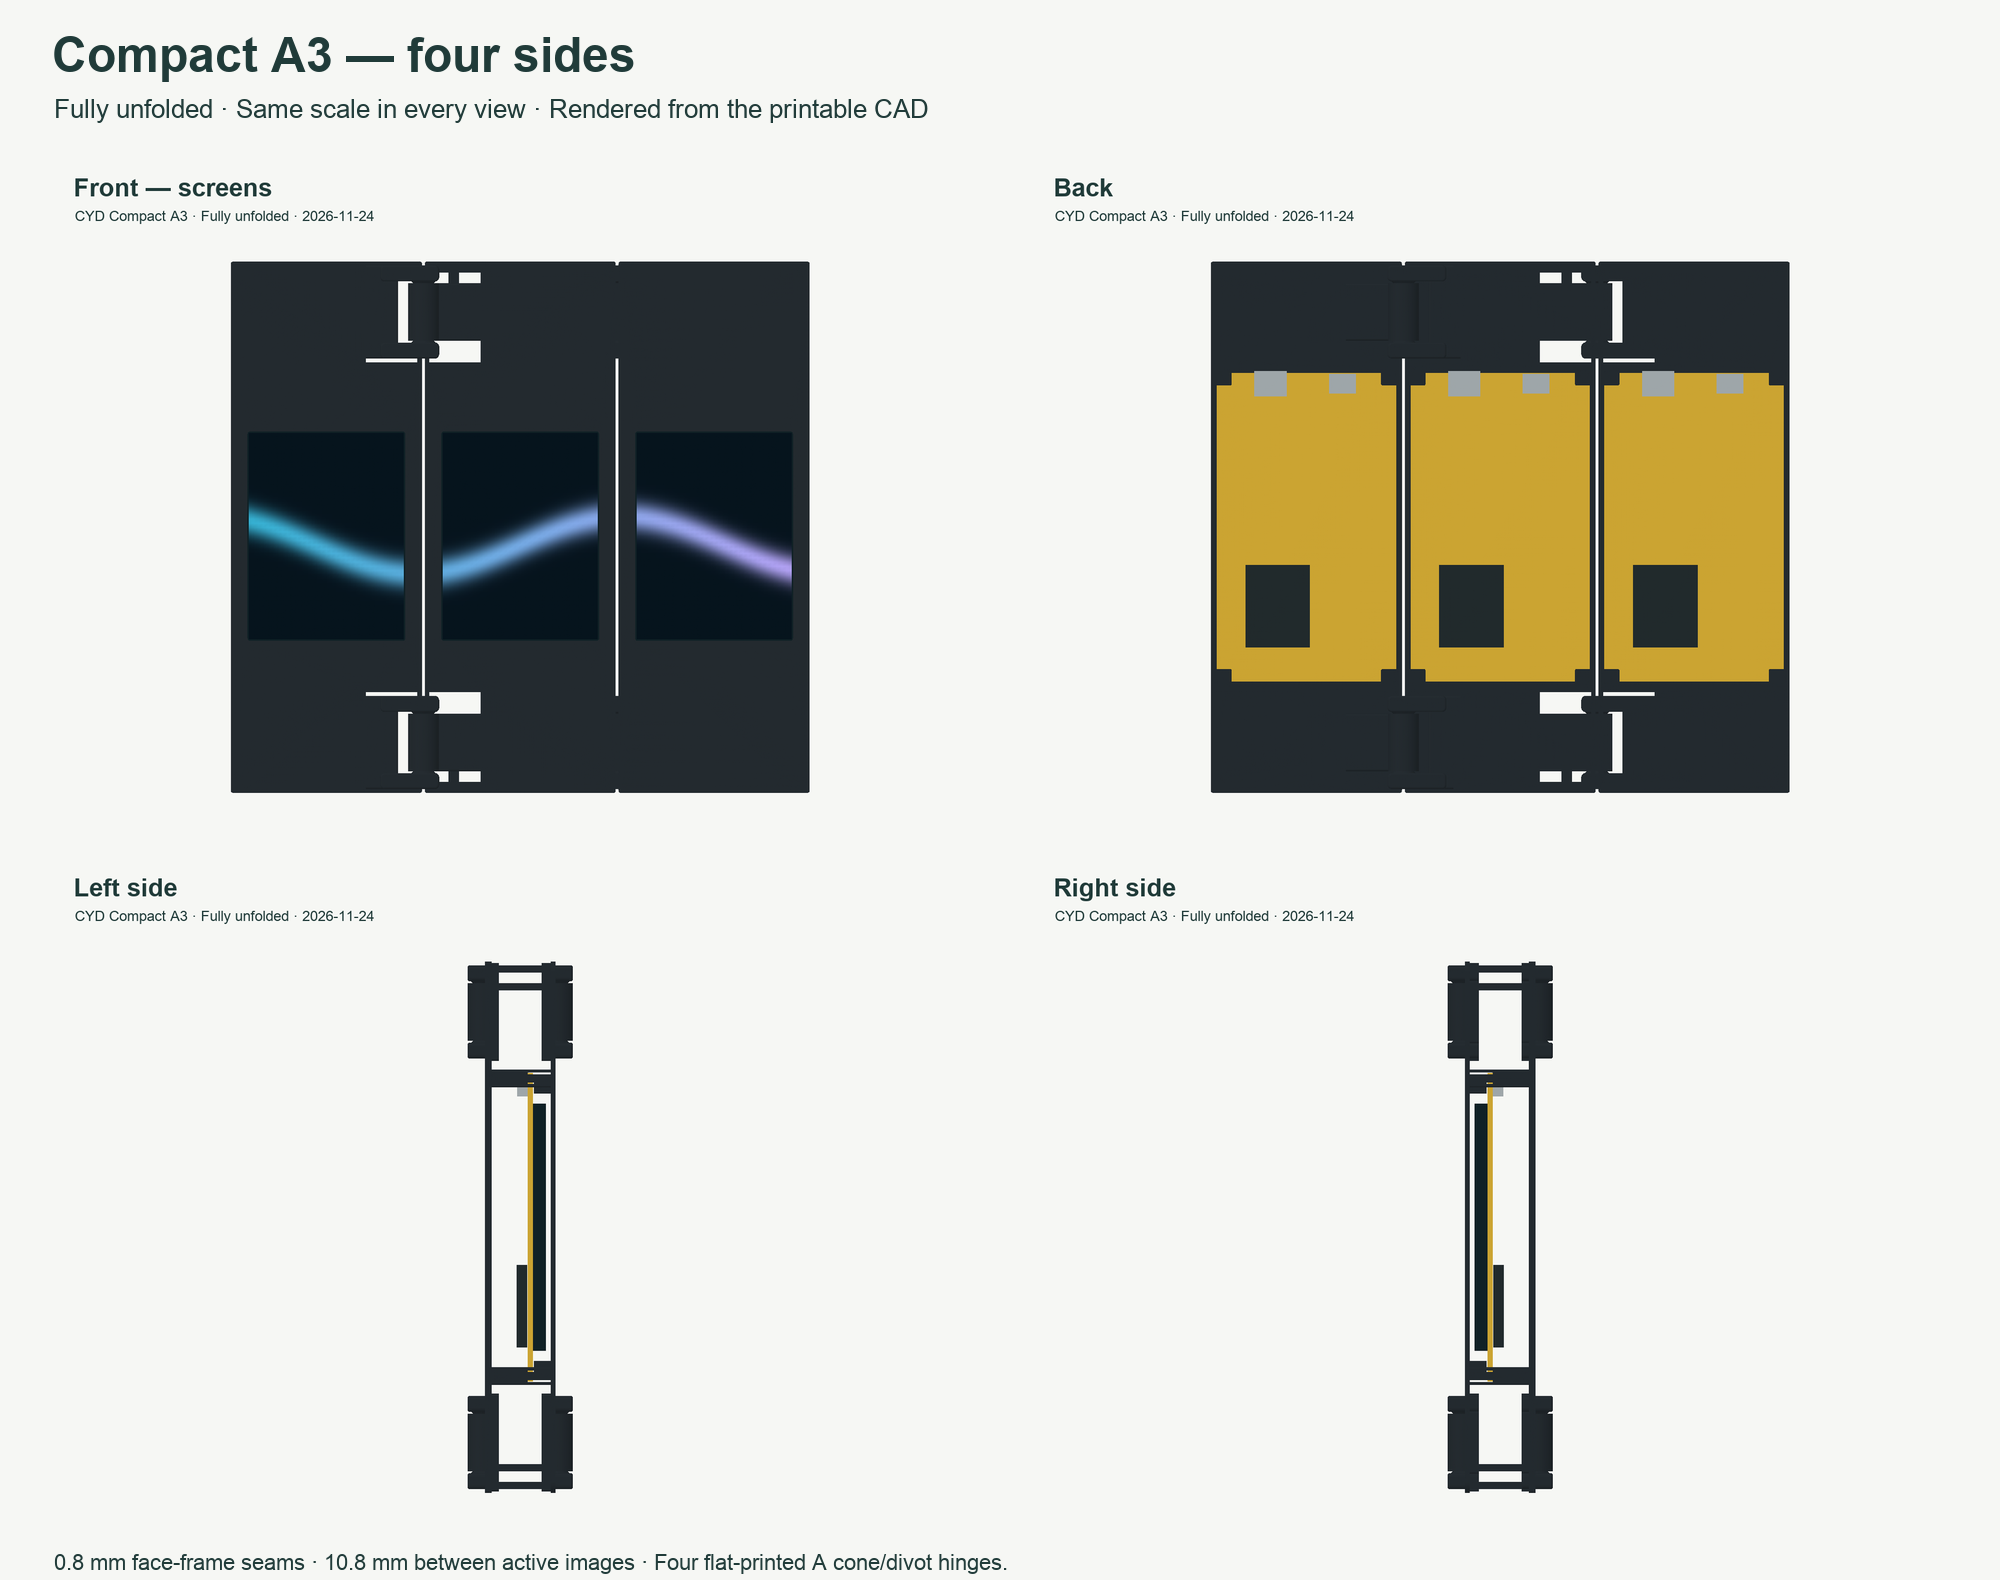 Compact A3 — four sides
Fully unfolded · Same scale in every view · Rendered from the printable CAD
Front — screens
CYD Compact A3 · Fully unfolded · 2026-11-24
Back
CYD Compact A3 · Fully unfolded · 2026-11-24
Left side
CYD Compact A3 · Fully unfolded · 2026-11-24
Right side
CYD Compact A3 · Fully unfolded · 2026-11-24
0.8 mm face-frame seams · 10.8 mm between active images · Four flat-printed A cone/divot hinges.